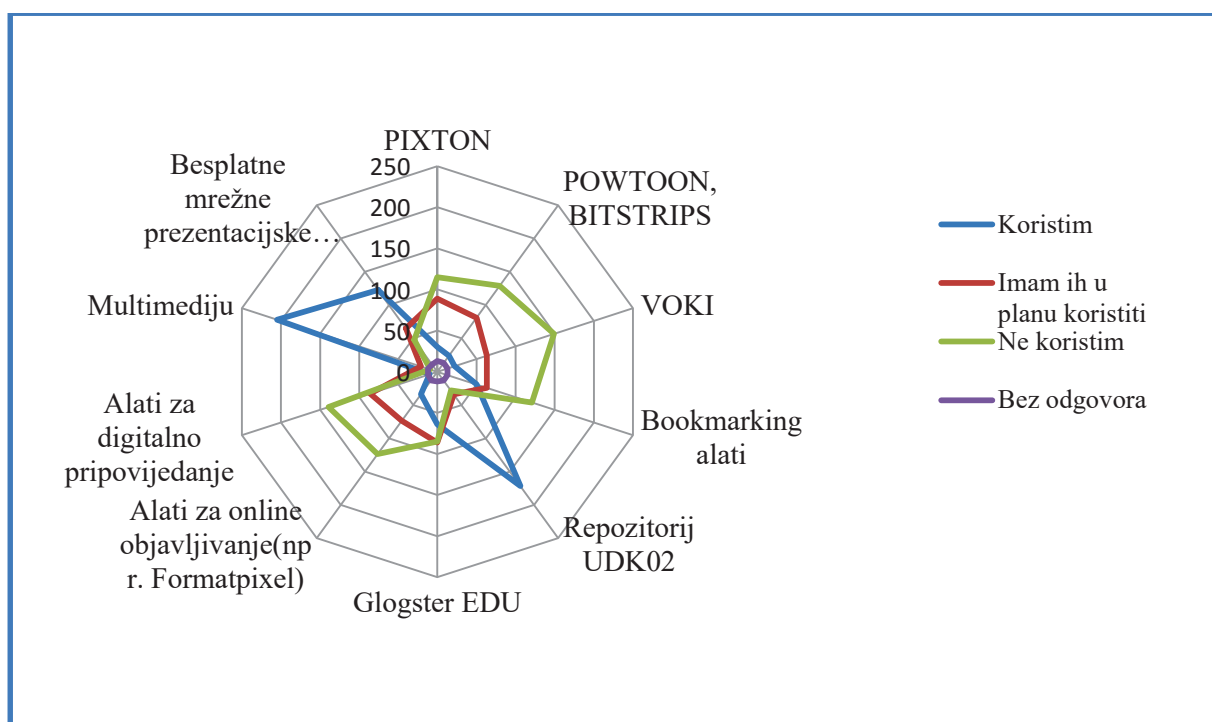 PIXTON
POWTOON,
BITSTRIPS
VOKI
Bookmarking
alati
Repozitorij
UDK02
Glogster EDU
Alati za online
objavljivanje(np
r. Formatpixel)
Alati za
digitalno
pripovijedanje
Multimediju
Besplatne
mrežne
prezentacijske…
250
200
150
100
50
0
Koristim
Imam ih u
planu koristiti
Ne koristim
Bez odgovora